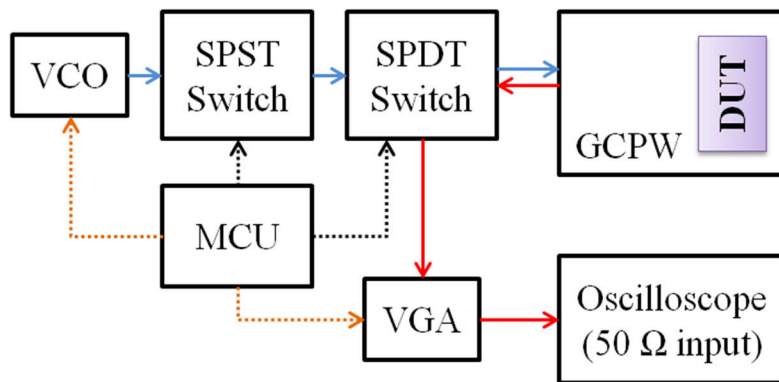 VCO
SPST
Switch
SPDT
Switch
GCPW
DUT
MCU
VGA
Oscilloscope
(50 Ω input)